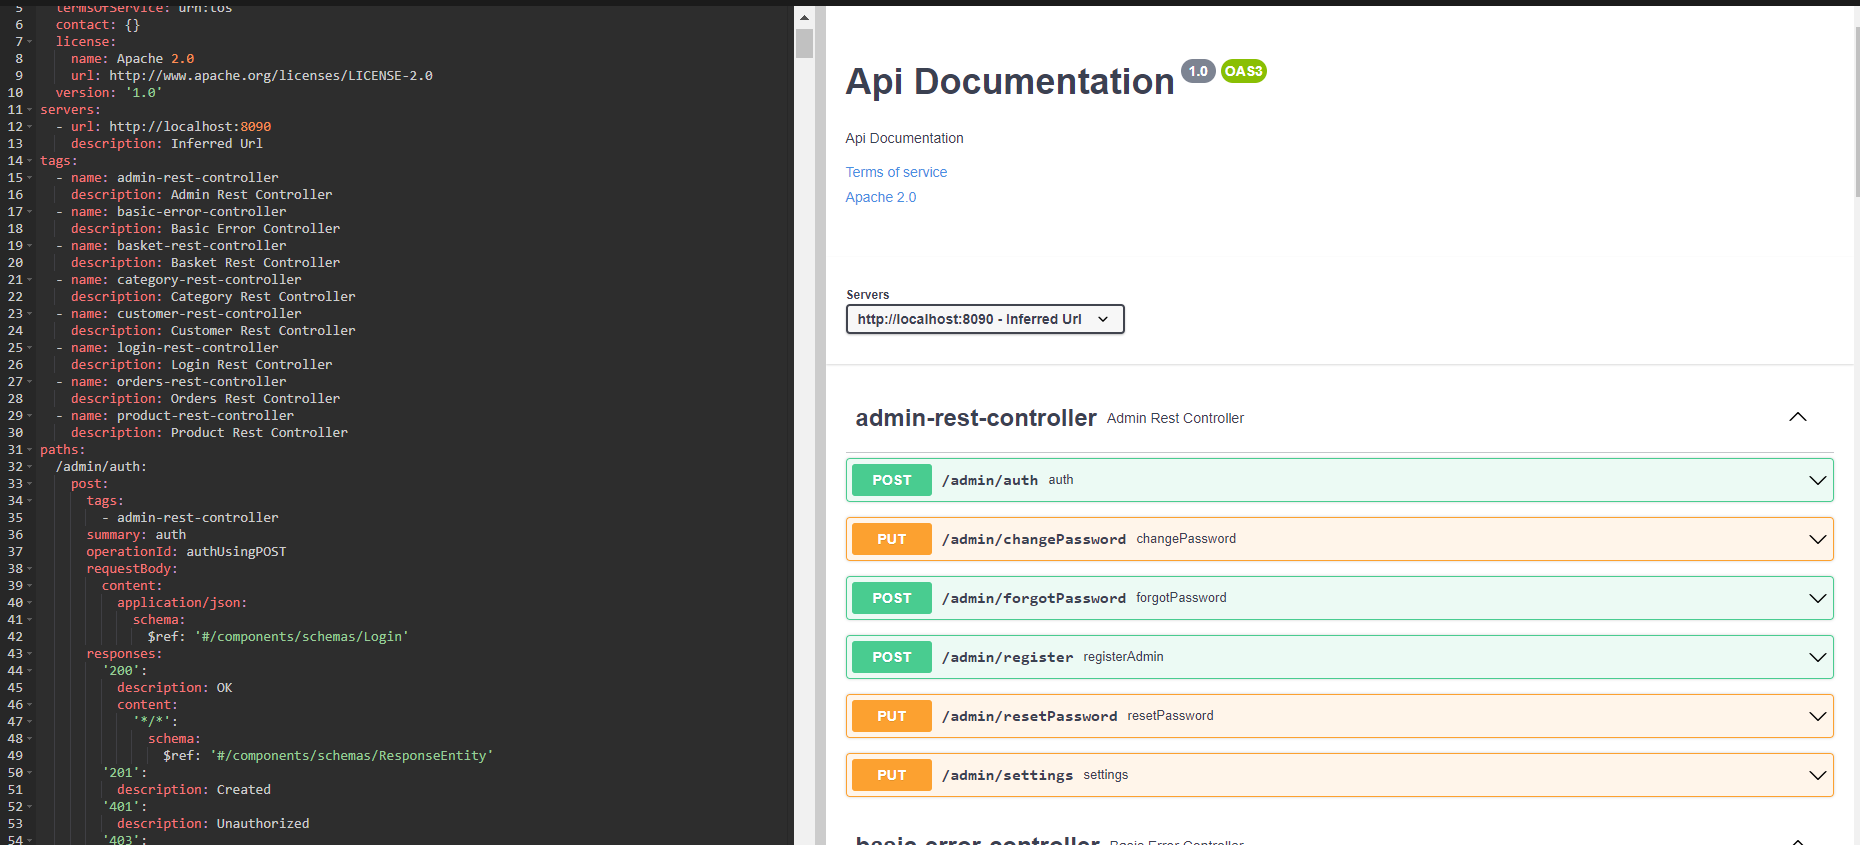 5 termsOfService: urn:tos
6 contact: {}
7 license:
8 name: Apache 2.0
9 url: http://www.apache.org/licenses/LICENSE-2.0
10 version: '1.0'
11 servers:
12 - url: http://localhost:8090
13 description: Inferred Url
14 tags:
15 - name: admin-rest-controller
16 description: Admin Rest Controller
17 - name: basic-error-controller
18 description: Basic Error Controller
19 - name: basket-rest-controller
20 description: Basket Rest Controller
21 - name: category-rest-controller
22 description: Category Rest Controller
23 - name: customer-rest-controller
24 description: Customer Rest Controller
25 - name: login-rest-controller
26 description: Login Rest Controller
27 - name: orders-rest-controller
28 description: Orders Rest Controller
29 - name: product-rest-controller
30 description: Product Rest Controller
31 paths:
32 /admin/auth:
33 post:
34 tags:
35 - admin-rest-controller
36 summary: auth
37 operationId: authUsingPOST
38 requestBody:
39 content:
40 application/json:
41 schema:
42 $ref: '#/components/schemas/Login'
43 responses:
44 '200':
45 description: OK
46 content:
47 '*/*':
48 schema:
49 $ref: '#/components/schemas/ResponseEntity'
50 '201':
51 description: Created
52 '401':
53 description: Unauthorized
54 '403':
Api Documentation 1.0 OAS3
Api Documentation
Terms of service
Apache 2.0
Servers
http://localhost:8090 - Inferred Url
admin-rest-controller Admin Rest Controller
POST /admin/auth auth
PUT /admin/changePassword changePassword
POST /admin/forgotPassword forgotPassword
POST /admin/register registerAdmin
PUT /admin/resetPassword resetPassword
PUT /admin/settings settings
basic-error-controller Basic Error Controller